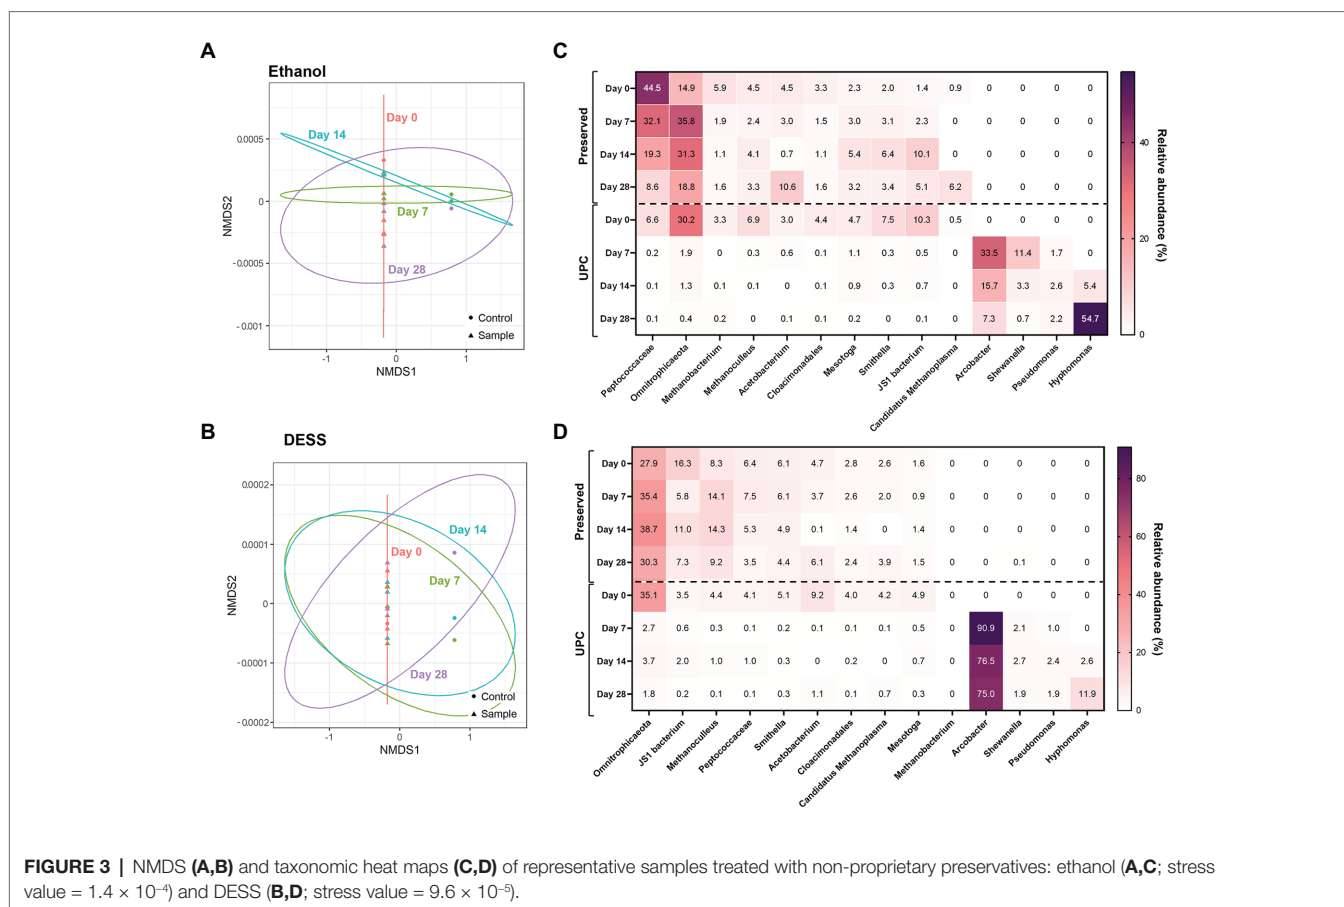 A
Ethanol
Day 0
Day 14
Day 7
Day 28
0.0005
0
-0.0005
-0.001
NMDS2
-1
0
1
NMDS1
Control
Sample
C
Preserved
UPC
Day 0 44.5 14.9 5.9 4.5 4.5 3.3 2.3 2.0 1.4 0.9 0 0 0 0
Day 7 32.1 35.8 1.9 2.4 3.0 1.5 3.0 3.1 2.3 0 0 0 0 0
Day 14 19.3 31.3 1.1 4.1 0.7 1.1 5.4 6.4 10.1 0 0 0 0 0
Day 28 8.6 18.8 1.6 3.3 10.6 1.6 3.2 3.4 5.1 6.2 0 0 0 0
Day 0 6.6 30.2 3.3 6.9 3.0 4.4 4.7 7.5 10.3 0.5 0 0 0 0
Day 7 0.2 1.9 0 0.3 0.6 0.1 1.1 0.3 0.5 0 33.5 11.4 1.7 0
Day 14 0.1 1.3 0.1 0.1 0 0.1 0.9 0.3 0.7 0 15.7 3.3 2.6 5.4
Day 28 0.1 0.4 0.2 0 0.1 0.1 0.2 0 0.1 0 7.3 0.7 2.2 54.7
Peptococcaceae
Omnitrophicaeota
Methanobacterium
Methanoculleus
Acetobacterium
Cloacimonadales
Mesotoga
Smithella
JS1 bacterium
Candidatus Methanoplasma
Arcobacter
Shewanella
Pseudomonas
Hyphomonas
40
20
0
Relative abundance (%)
B
DESS
Day 14
Day 0
Day 7
Day 28
0.0002
0.0001
0
-0.00001
-0.00002
NMDS2
-1
0
1
NMDS1
Control
Sample
D
Preserved
UPC
Day 0 27.9 16.3 8.3 6.4 6.1 4.7 2.8 2.6 1.6 0 0 0 0 0
Day 7 35.4 5.8 14.1 7.5 6.1 3.7 2.6 2.0 0.9 0 0 0 0 0
Day 14 38.7 11.0 14.3 5.3 4.9 0.1 1.4 0 1.4 0 0 0 0 0
Day 28 30.3 7.3 9.2 3.5 4.4 6.1 2.4 3.9 1.5 0 0 0.1 0 0
Day 0 35.1 3.5 4.4 4.1 5.1 9.2 4.0 4.2 4.9 0 0 0 0 0
Day 7 2.7 0.6 0.3 0.1 0.2 0.1 0.1 0.1 0.5 0 90.9 2.1 1.0 0
Day 14 3.7 2.0 1.0 1.0 0.3 0 0.2 0 0.7 0 76.5 2.7 2.4 2.6
Day 28 1.8 0.2 0.1 0.1 0.3 1.1 0.1 0.7 0.3 0 75.0 1.9 1.9 11.9
Omnitrophicaeota
JS1 bacterium
Methanoculleus
Peptococcaceae
Smithella
Acetobacterium
Cloacimonadales
Candidatus Methanoplasma
Mesotoga
Methanobacterium
Arcobacter
Shewanella
Pseudomonas
Hyphomonas
80
60
40
20
0
Relative abundance (%)
FIGURE 3 | NMDS (A,B) and taxonomic heat maps (C,D) of representative samples treated with non-proprietary preservatives: ethanol (A,C; stress
value = 1.4 × 10⁻⁴) and DESS (B,D; stress value = 9.6 × 10⁻⁵).